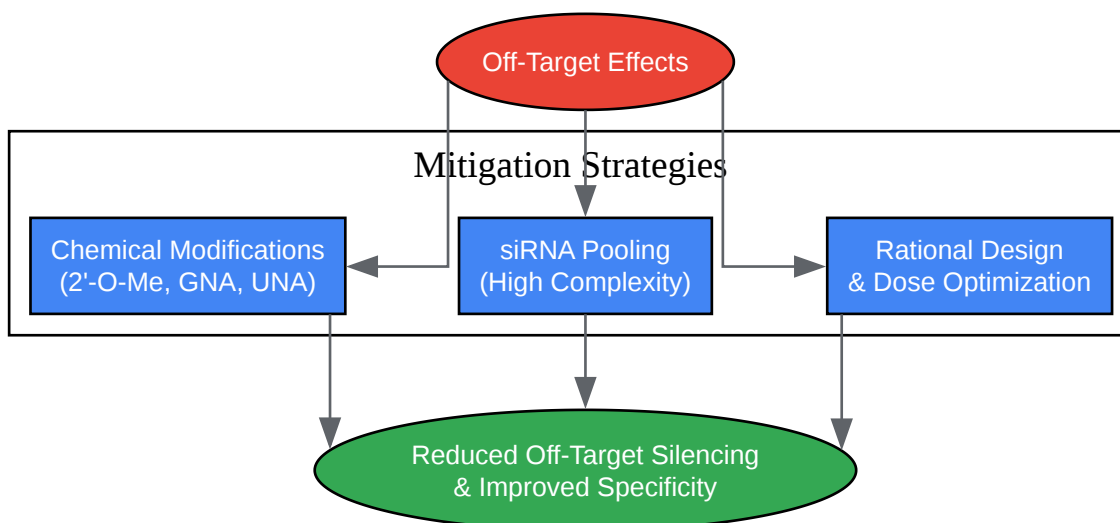 Off-Target Effects
Mitigation Strategies
Chemical Modifications
(2'-O-Me, GNA, UNA)
siRNA Pooling
(High Complexity)
Rational Design
& Dose Optimization
Reduced Off-Target Silencing
& Improved Specificity